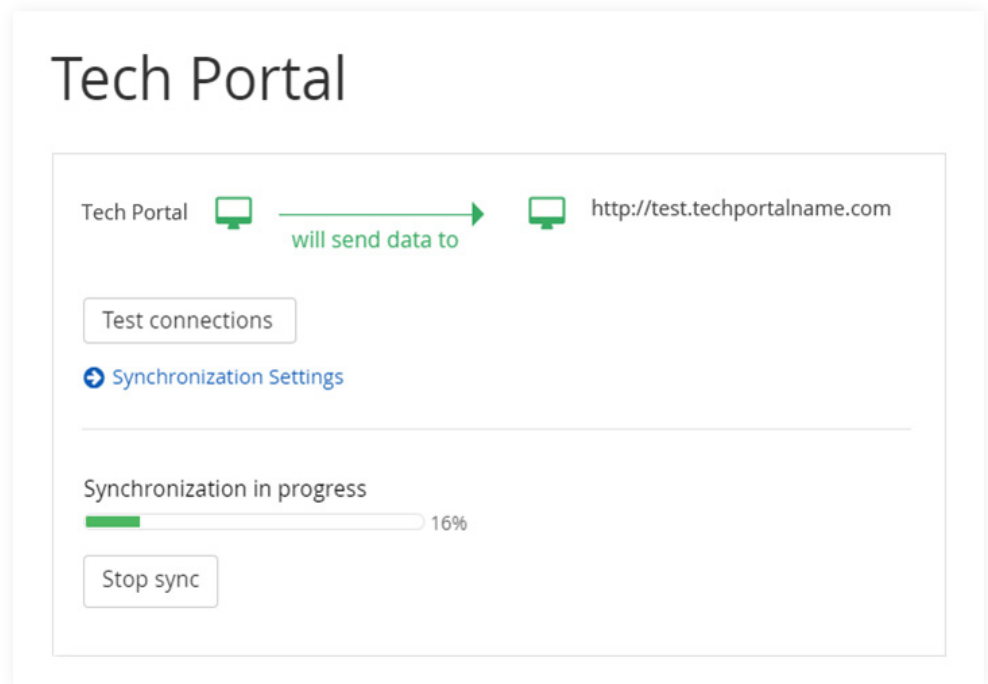 Tech Portal
Tech Portal
will send data to
http://test.techportalname.com
Test connections
Synchronization Settings
Synchronization in progress
16%
Stop sync